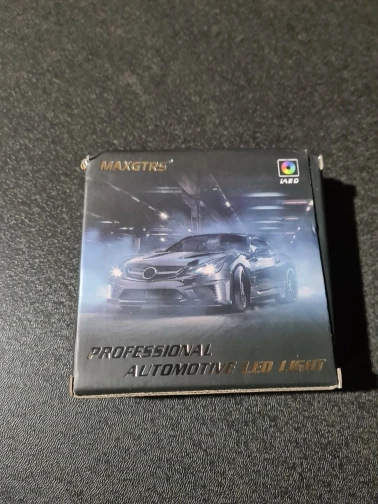 MAXGTRS
PROFESSIONAL
AUTOMOTIVE LED LIGHT